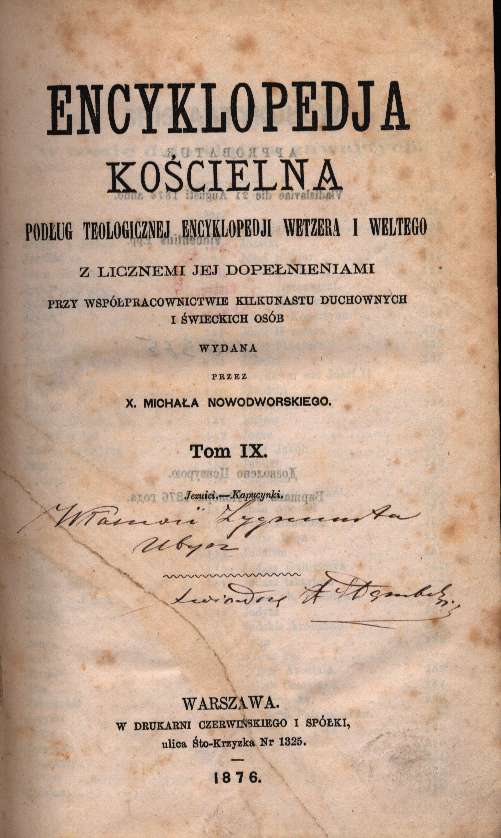 ENCYKLOPEDJA
KOŚCIELNA
PODŁUG TEOLOGICZNEJ ENCYKLOPEDJI WETZERA I WELTEGO
Z LICZNEMI JEJ DOPEŁNIENIAMI
PRZY WSPÓŁPRACOWNICTWIE KILKUNASTU DUCHOWNYCH
I ŚWIECKICH OSÓB
WYDANA
PRZEZ
X. MICHAŁA NOWODWORSKIEGO.
Tom IX.
Jezuici.—Kapucynki.
Zygmunta
WARSZAWA.
W DRUKARNI CZERWIŃSKIEGO I SPÓŁKI,
ulica Śto-Krzyzka Nr 1325.
1876.